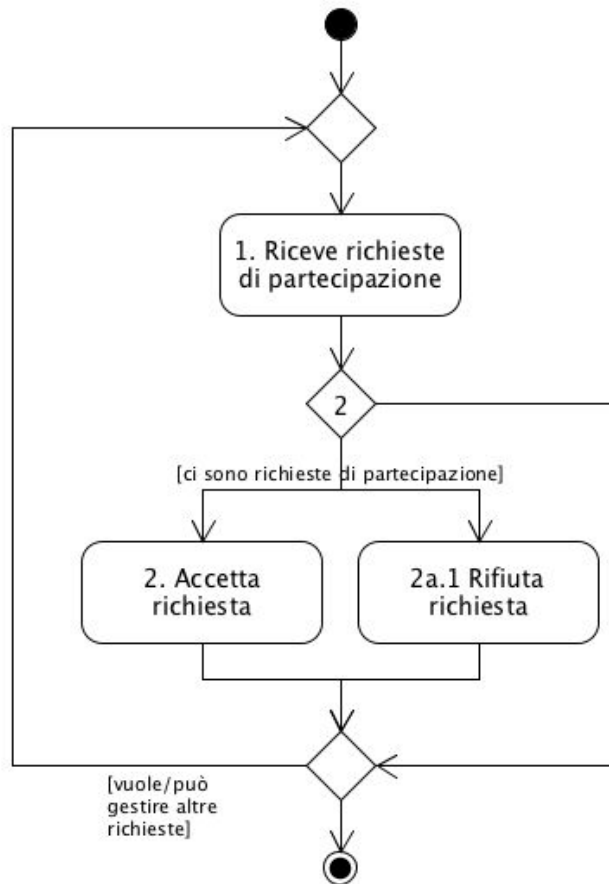 1. Riceve richieste
di partecipazione
2
[ci sono richieste di partecipazione]
2. Accetta
richiesta
2a.1 Rifiuta
richiesta
[vuole/può
gestire altre
richieste]